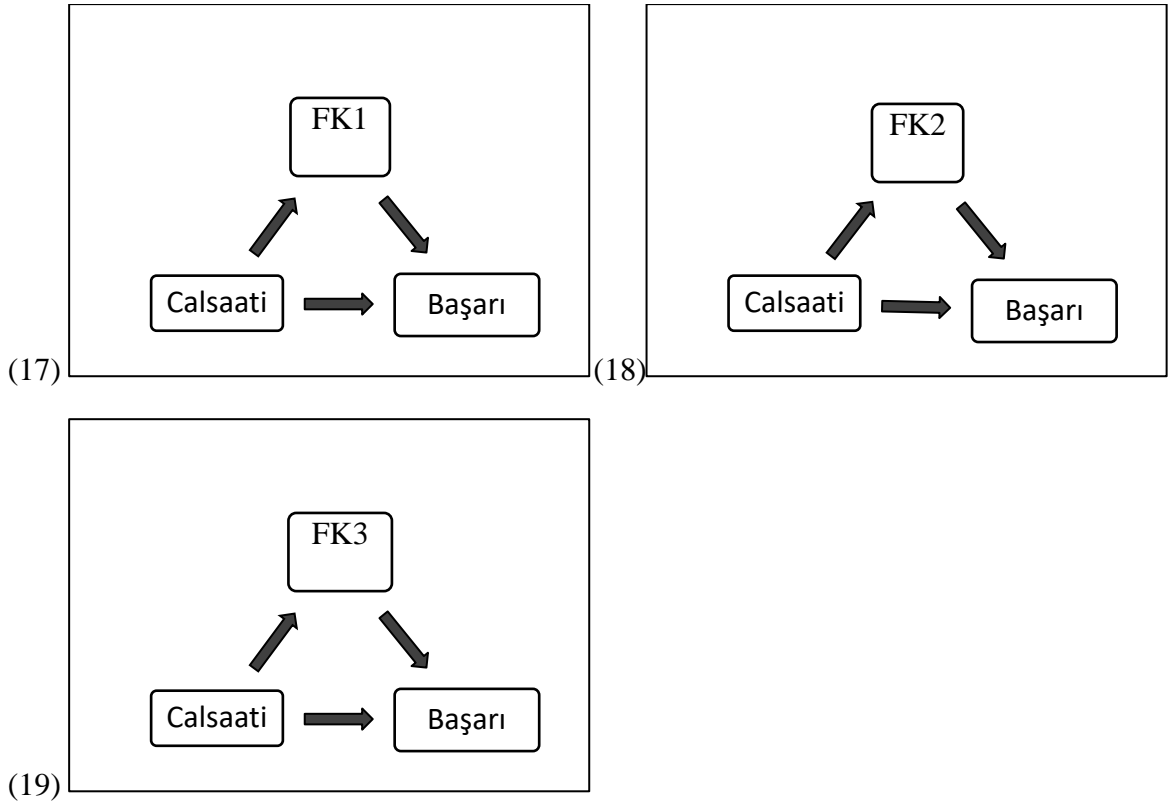 FK1
Calsaati
Başarı
(17)
FK2
Calsaati
Başarı
(18)
FK3
Calsaati
Başarı
(19)